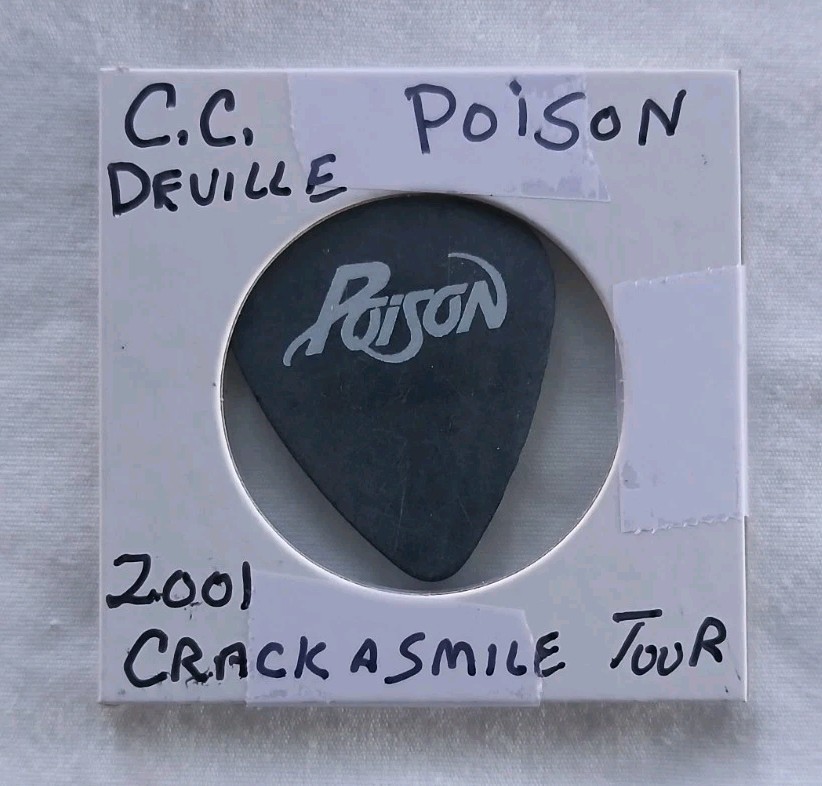 C.C. POiSON
DEVILLE
POiSON
2001
CRACK A SMILE TOUR